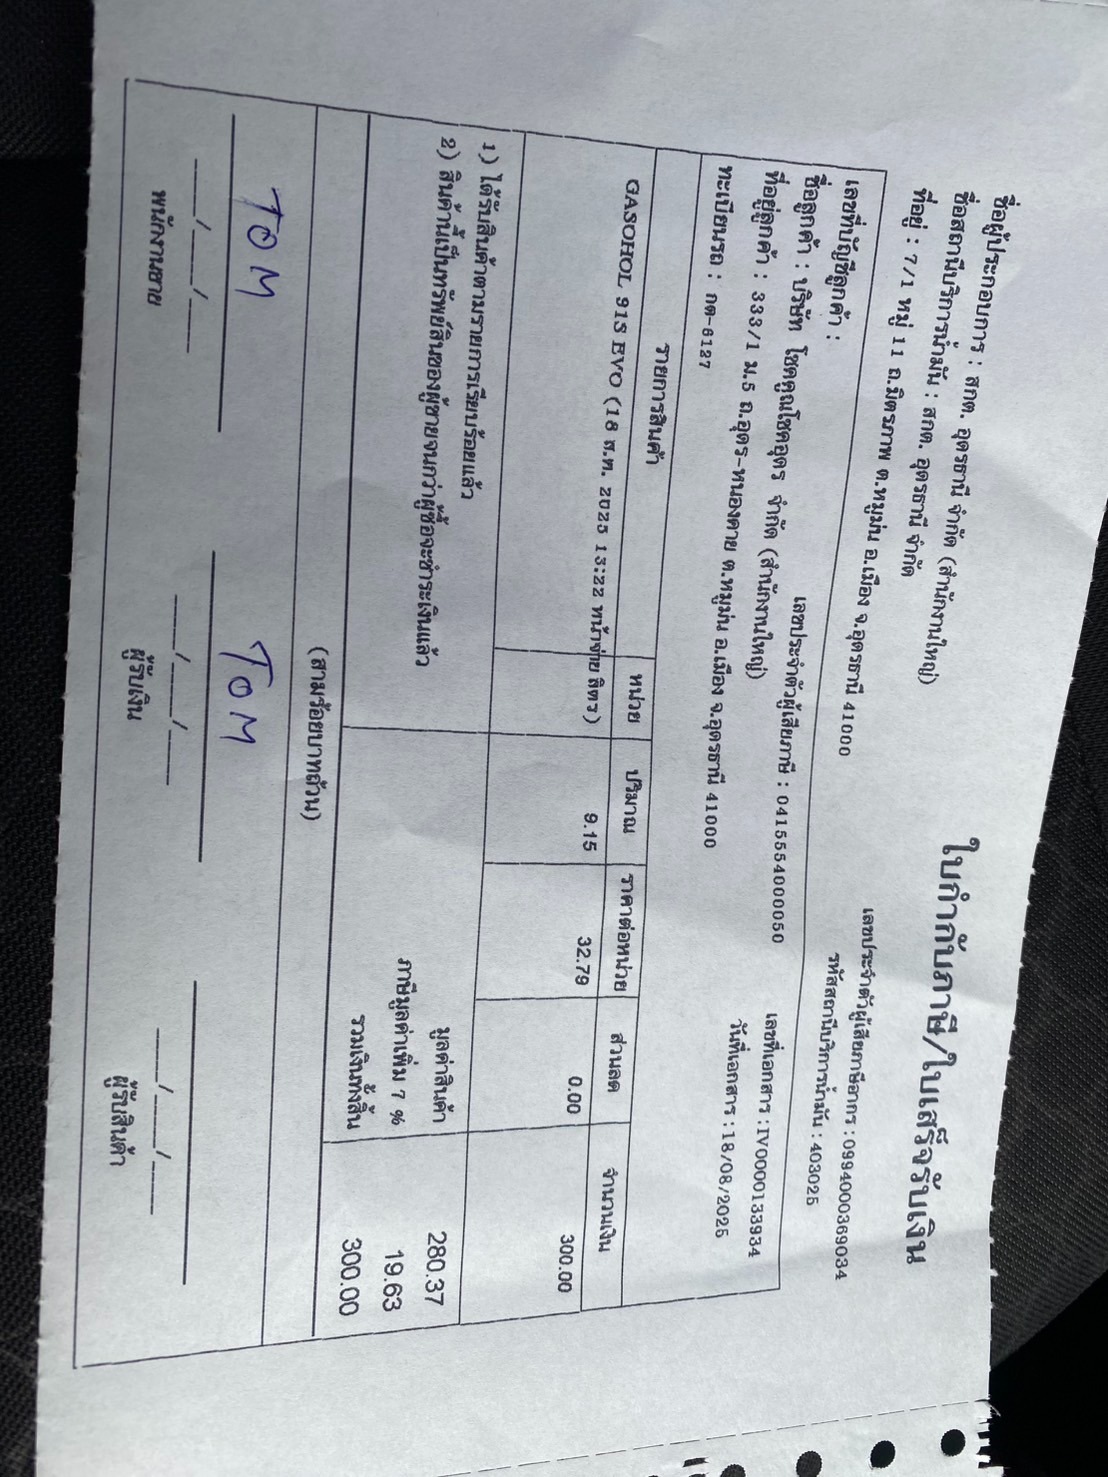 ใบกำกับภาษี/ใบเสร็จรับเงิน
ชื่อผู้ประกอบการ : สกต. อุดรธานี จำกัด (สำนักงานใหญ่)
เลขประจำตัวผู้เสียภาษีอากร : 0994000369034
ชื่อสถานีบริการน้ำมัน : สกต. อุดรธานี จำกัด
รหัสสถานีบริการน้ำมัน : 403025
ที่อยู่ : 7/1 หมู่ 11 ถ.มิตรภาพ ต.หมูม่น อ.เมือง จ.อุดรธานี 41000
เลขที่บัญชีลูกค้า :
เลขประจำตัวผู้เสียภาษี : 0415554000050
เลขที่เอกสาร : IV0000133934
ชื่อลูกค้า : บริษัท โชคคูณโชคอุดร จำกัด (สำนักงานใหญ่)
วันที่เอกสาร : 18/08/2025
ที่อยู่ลูกค้า : 333/1 ม.5 ถ.อุดร-หนองคาย ต.หมูม่น อ.เมือง จ.อุดรธานี 41000
ทะเบียนรถ : กต-6127
รายการสินค้า หน่วย ปริมาณ ราคาต่อหน่วย ส่วนลด จำนวนเงิน
GASOHOL 91S EVO (18 ส.ค. 2025 13:22 หน้าจ่าย ลิตร) 9.15 32.79 0.00 300.00
1) ได้รับสินค้าตามรายการเรียบร้อยแล้ว
2) สินค้านี้เป็นทรัพย์สินของผู้ขายจนกว่าผู้ซื้อจะชำระเงินแล้ว
มูลค่าสินค้า 280.37
ภาษีมูลค่าเพิ่ม 7 % 19.63
รวมเงินทั้งสิ้น 300.00
(สามร้อยบาทถ้วน)
TOM TOM
___/___/___ ___/___/___ ___/___/___
พนักงานขาย ผู้รับเงิน ผู้รับสินค้า